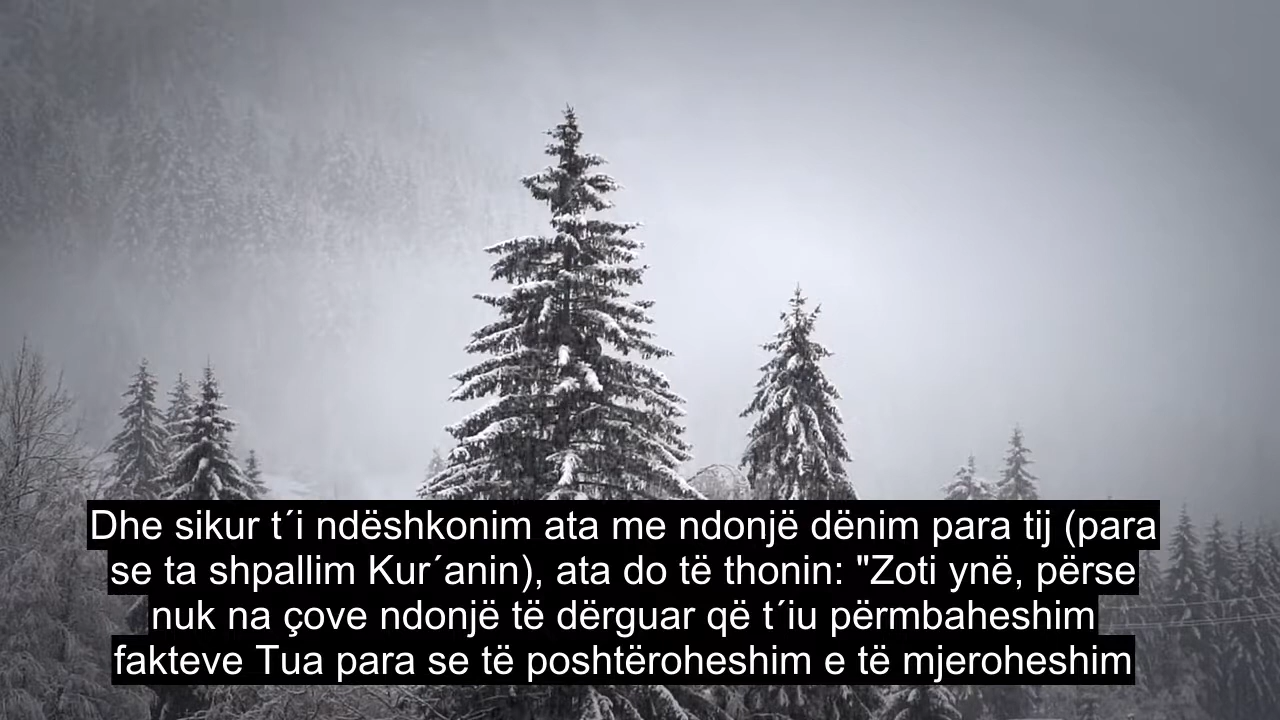 Dhe sikur t´i ndëshkonim ata me ndonjë dënim para tij (para
se ta shpallim Kur´anin), ata do të thonin: "Zoti ynë, përse
nuk na çove ndonjë të dërguar që t´iu përmbaheshim
fakteve Tua para se të poshtëroheshim e të mjeroheshim